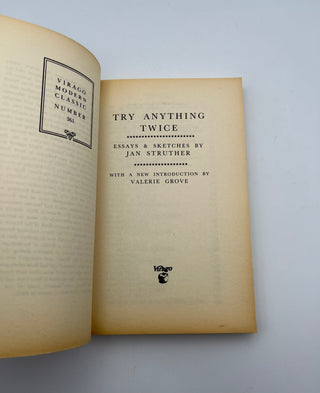 VIRAGO
MODERN
CLASSIC
NUMBER
361
TRY ANYTHING
TWICE
ESSAYS & SKETCHES BY
JAN STRUTHER
WITH A NEW INTRODUCTION BY
VALERIE GROVE
Virago